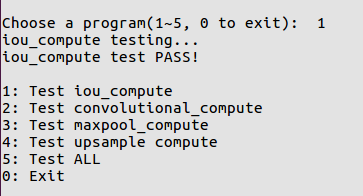 Choose a program(1~5, 0 to exit):  1
iou_compute testing...
iou_compute test PASS!
1: Test iou_compute
2: Test convolutional_compute
3: Test maxpool_compute
4: Test upsample compute
5: Test ALL
0: Exit